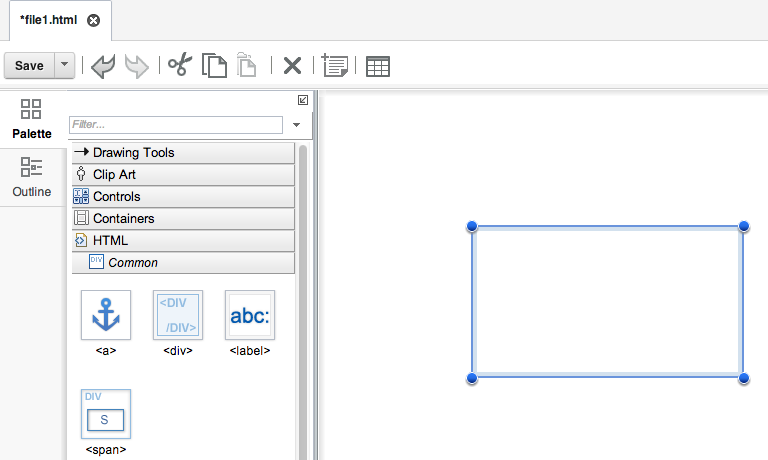 *file1.html
Save
Palette
Outline
Filter...
Drawing Tools
Clip Art
Controls
Containers
HTML
DIV Common
<DIV
/DIV>
abc:
<a>
<div>
<label>
DIV
S
<span>